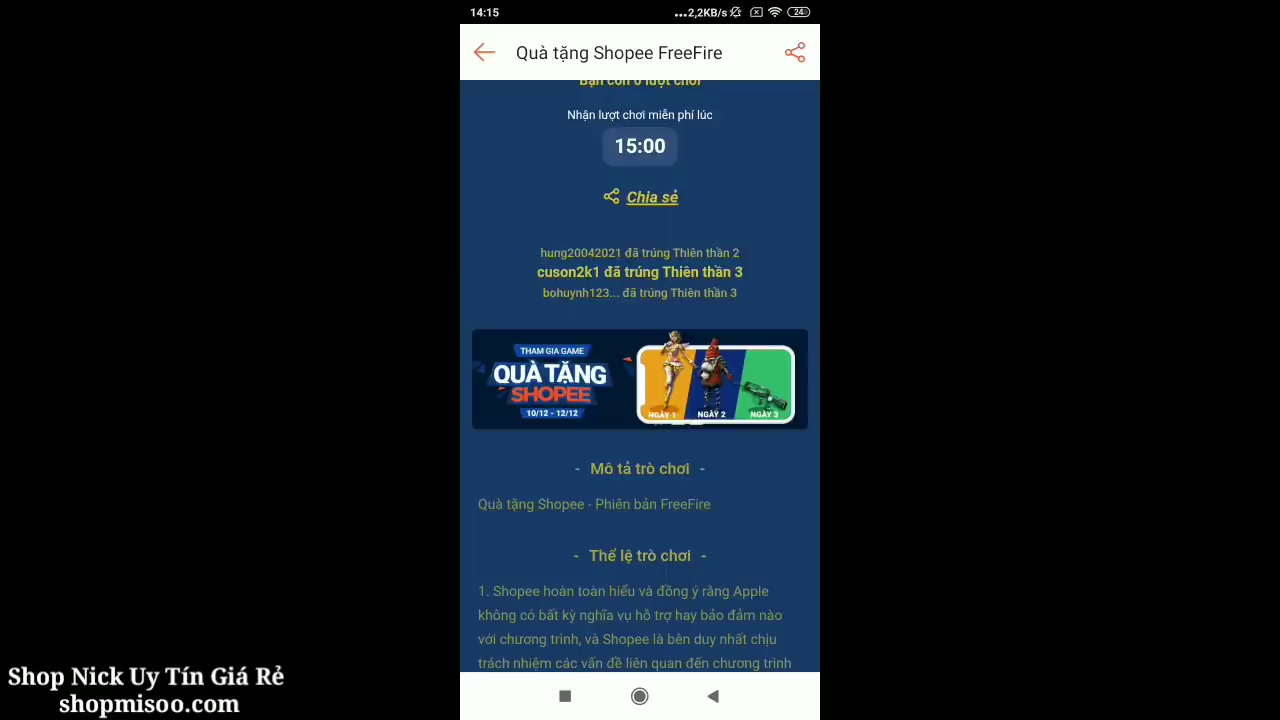 14:15
...2,2KB/s
24
Quà tặng Shopee FreeFire
Bạn còn 0 lượt chơi
Nhận lượt chơi miễn phí lúc
15:00
Chia sẻ
hung20042021 đã trúng Thiên thần 2
cuson2k1 đã trúng Thiên thần 3
bohuynh123... đã trúng Thiên thần 3
THAM GIA GAME
QUÀ TẶNG
SHOPEE
10/12 - 12/12
NGÀY 1
NGÀY 2
NGÀY 3
- Mô tả trò chơi -
Quà tặng Shopee - Phiên bản FreeFire
- Thể lệ trò chơi -
1. Shopee hoàn toàn hiểu và đồng ý rằng Apple
không có bất kỳ nghĩa vụ hỗ trợ hay bảo đảm nào
với chương trình, và Shopee là bên duy nhất chịu
trách nhiệm các vấn đề liên quan đến chương trình
Shop Nick Uy Tín Giá Rẻ
shopmisoo.com